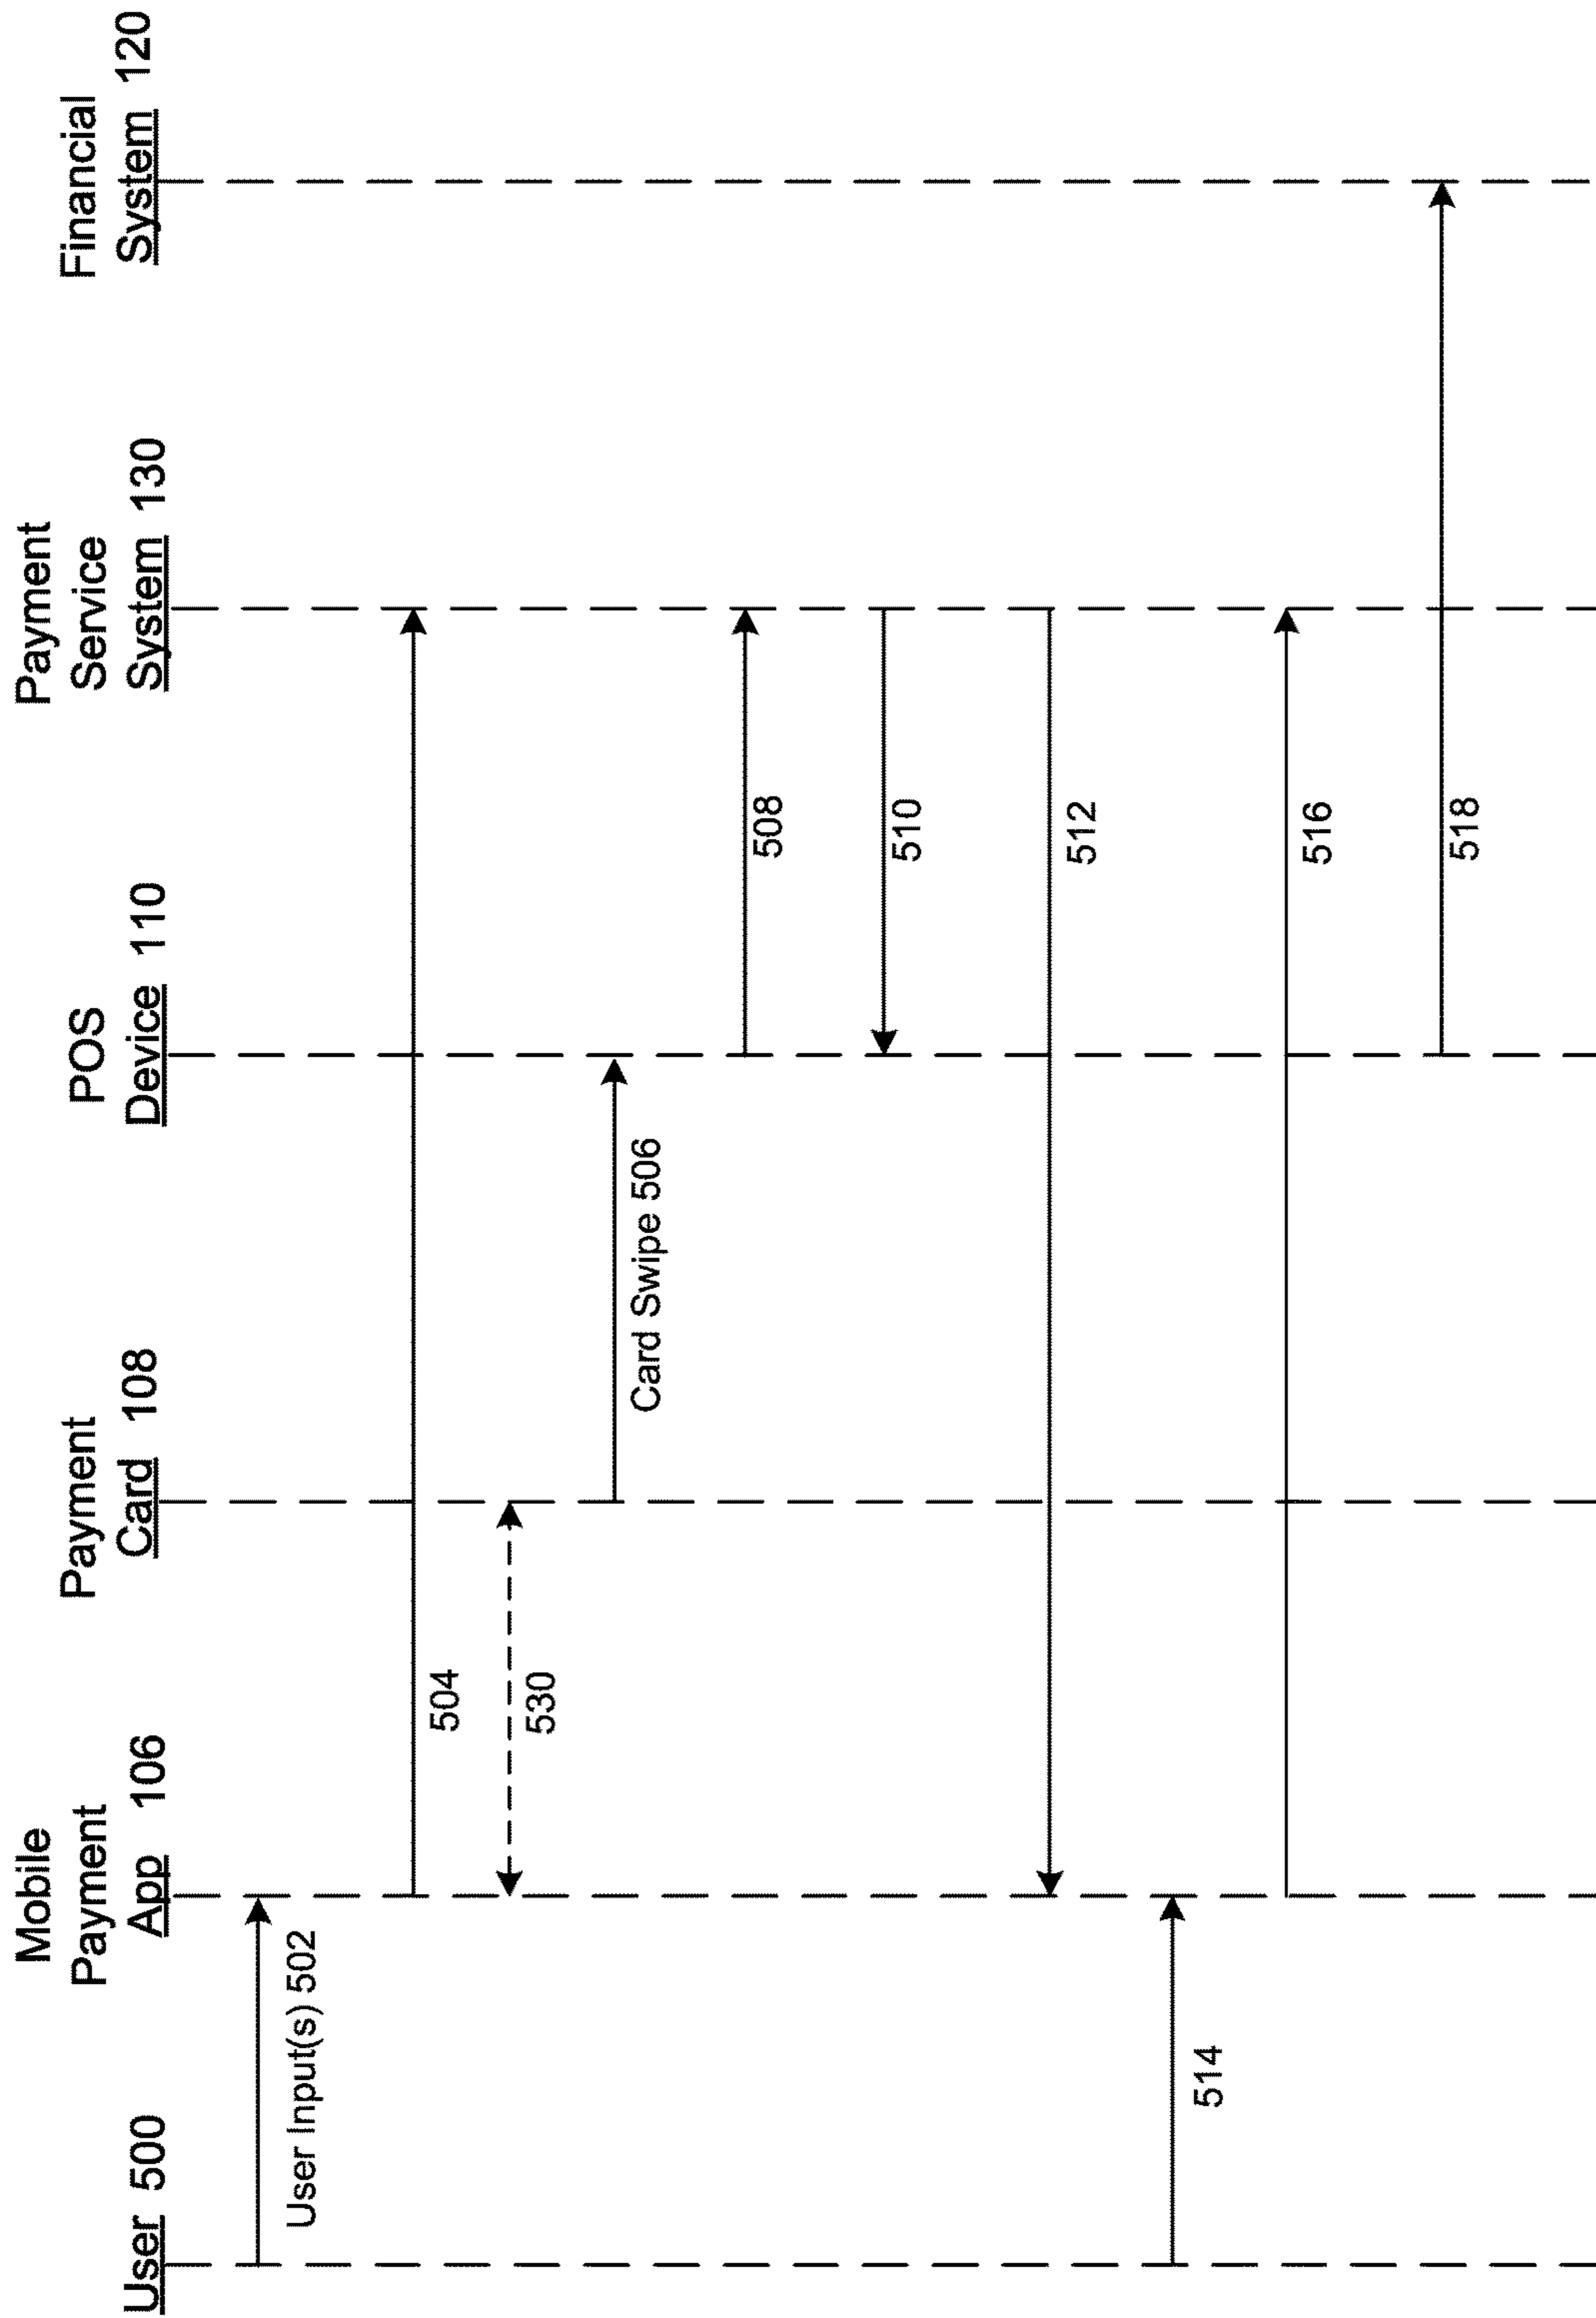 User 500
Mobile
Payment
App 106
Payment
Card 108
POS
Device 110
Payment
Service
System 130
Financial
System 120
User Input(s) 502
504
530
Card Swipe 506
508
510
512
514
516
518